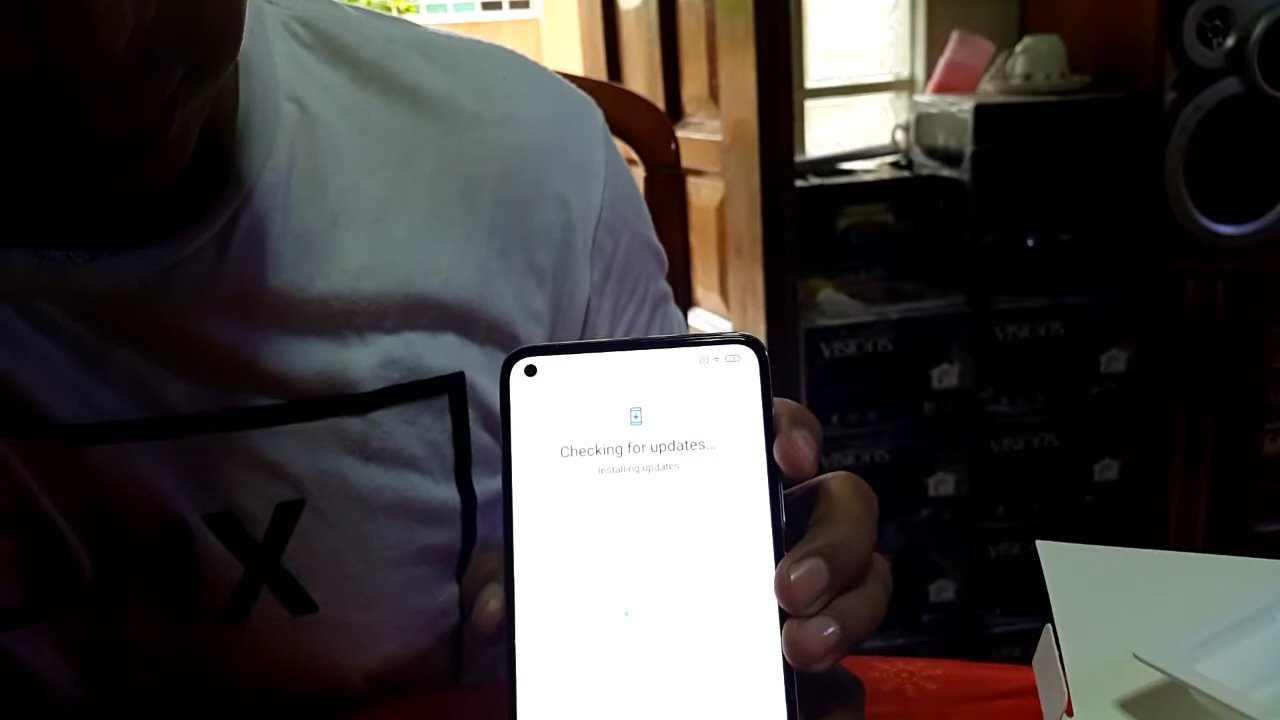 Checking for updates...
Installing updates
X
VISIONS
VISIONS
VISIONS
VISIONS